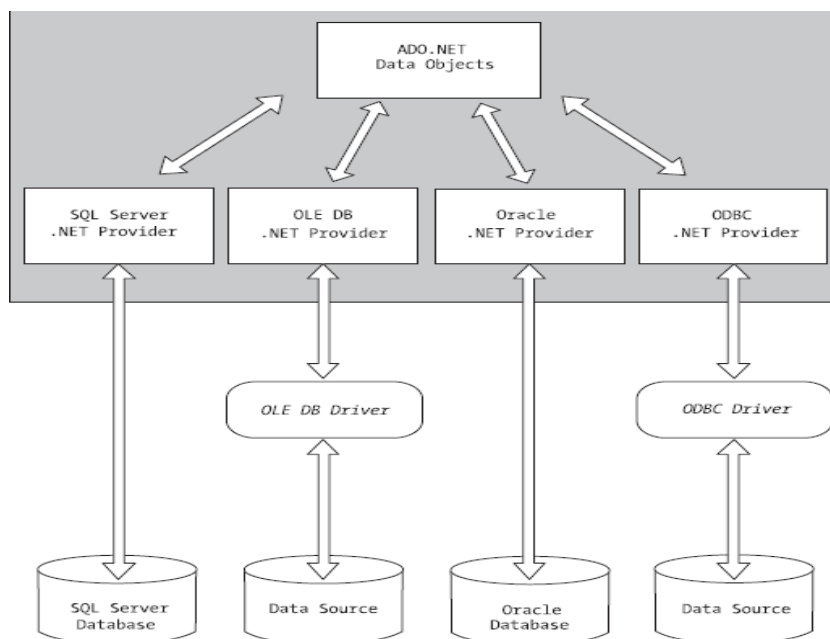 ADO.NET
Data Objects
SQL Server
.NET Provider
OLE DB
.NET Provider
Oracle
.NET Provider
ODBC
.NET Provider
OLE DB Driver
ODBC Driver
SQL Server
Database
Data Source
Oracle
Database
Data Source